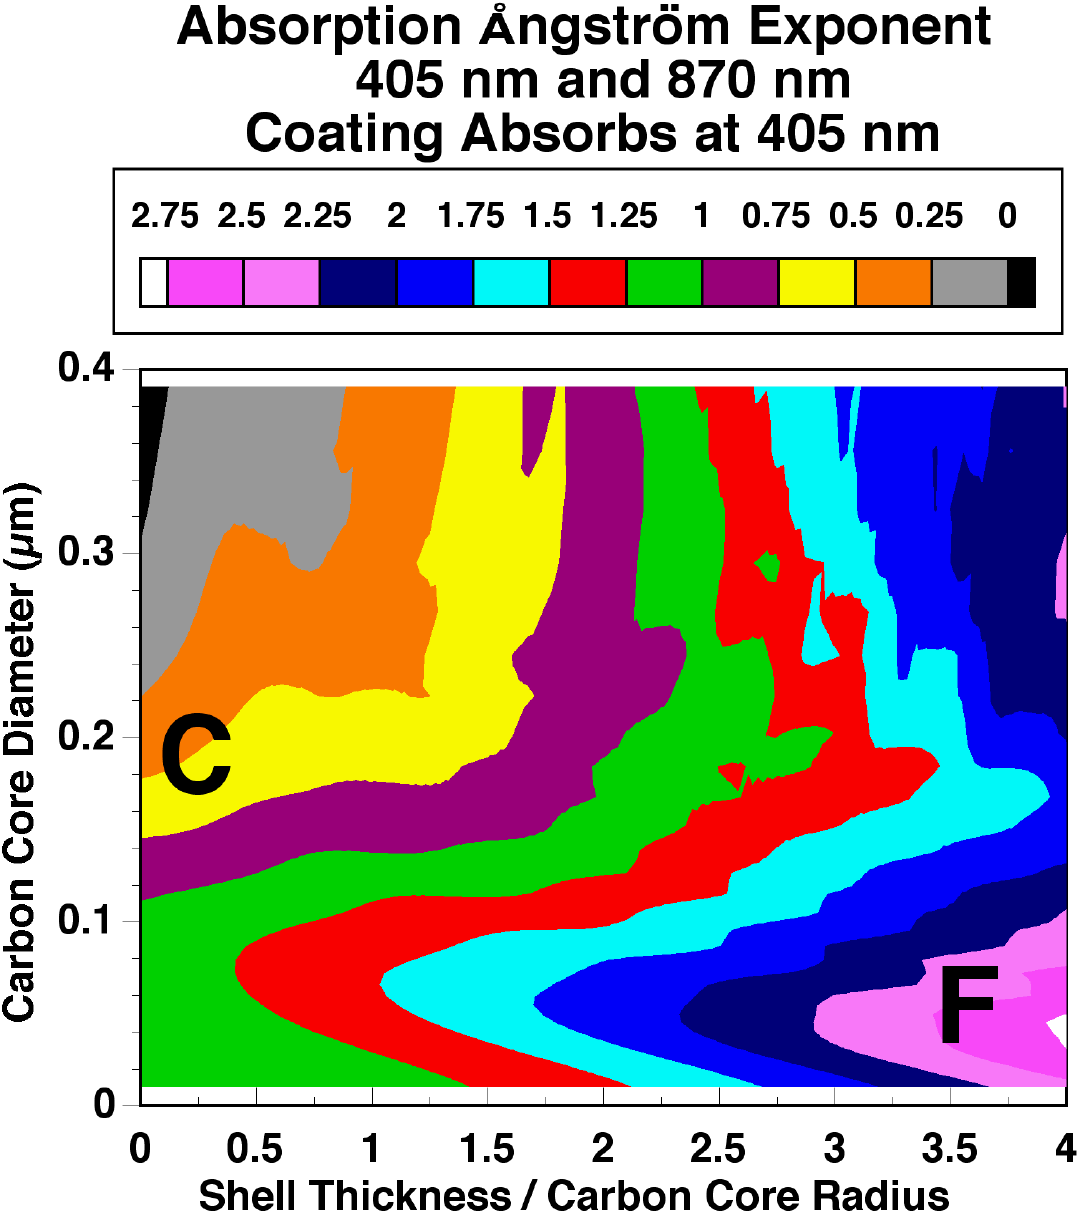 Absorption Ångström Exponent
405 nm and 870 nm
Coating Absorbs at 405 nm
2.75 2.5 2.25 2 1.75 1.5 1.25 1 0.75 0.5 0.25 0
Carbon Core Diameter (µm)
0.4
0.3
0.2
0.1
0
C
F
0 0.5 1 1.5 2 2.5 3 3.5 4
Shell Thickness / Carbon Core Radius